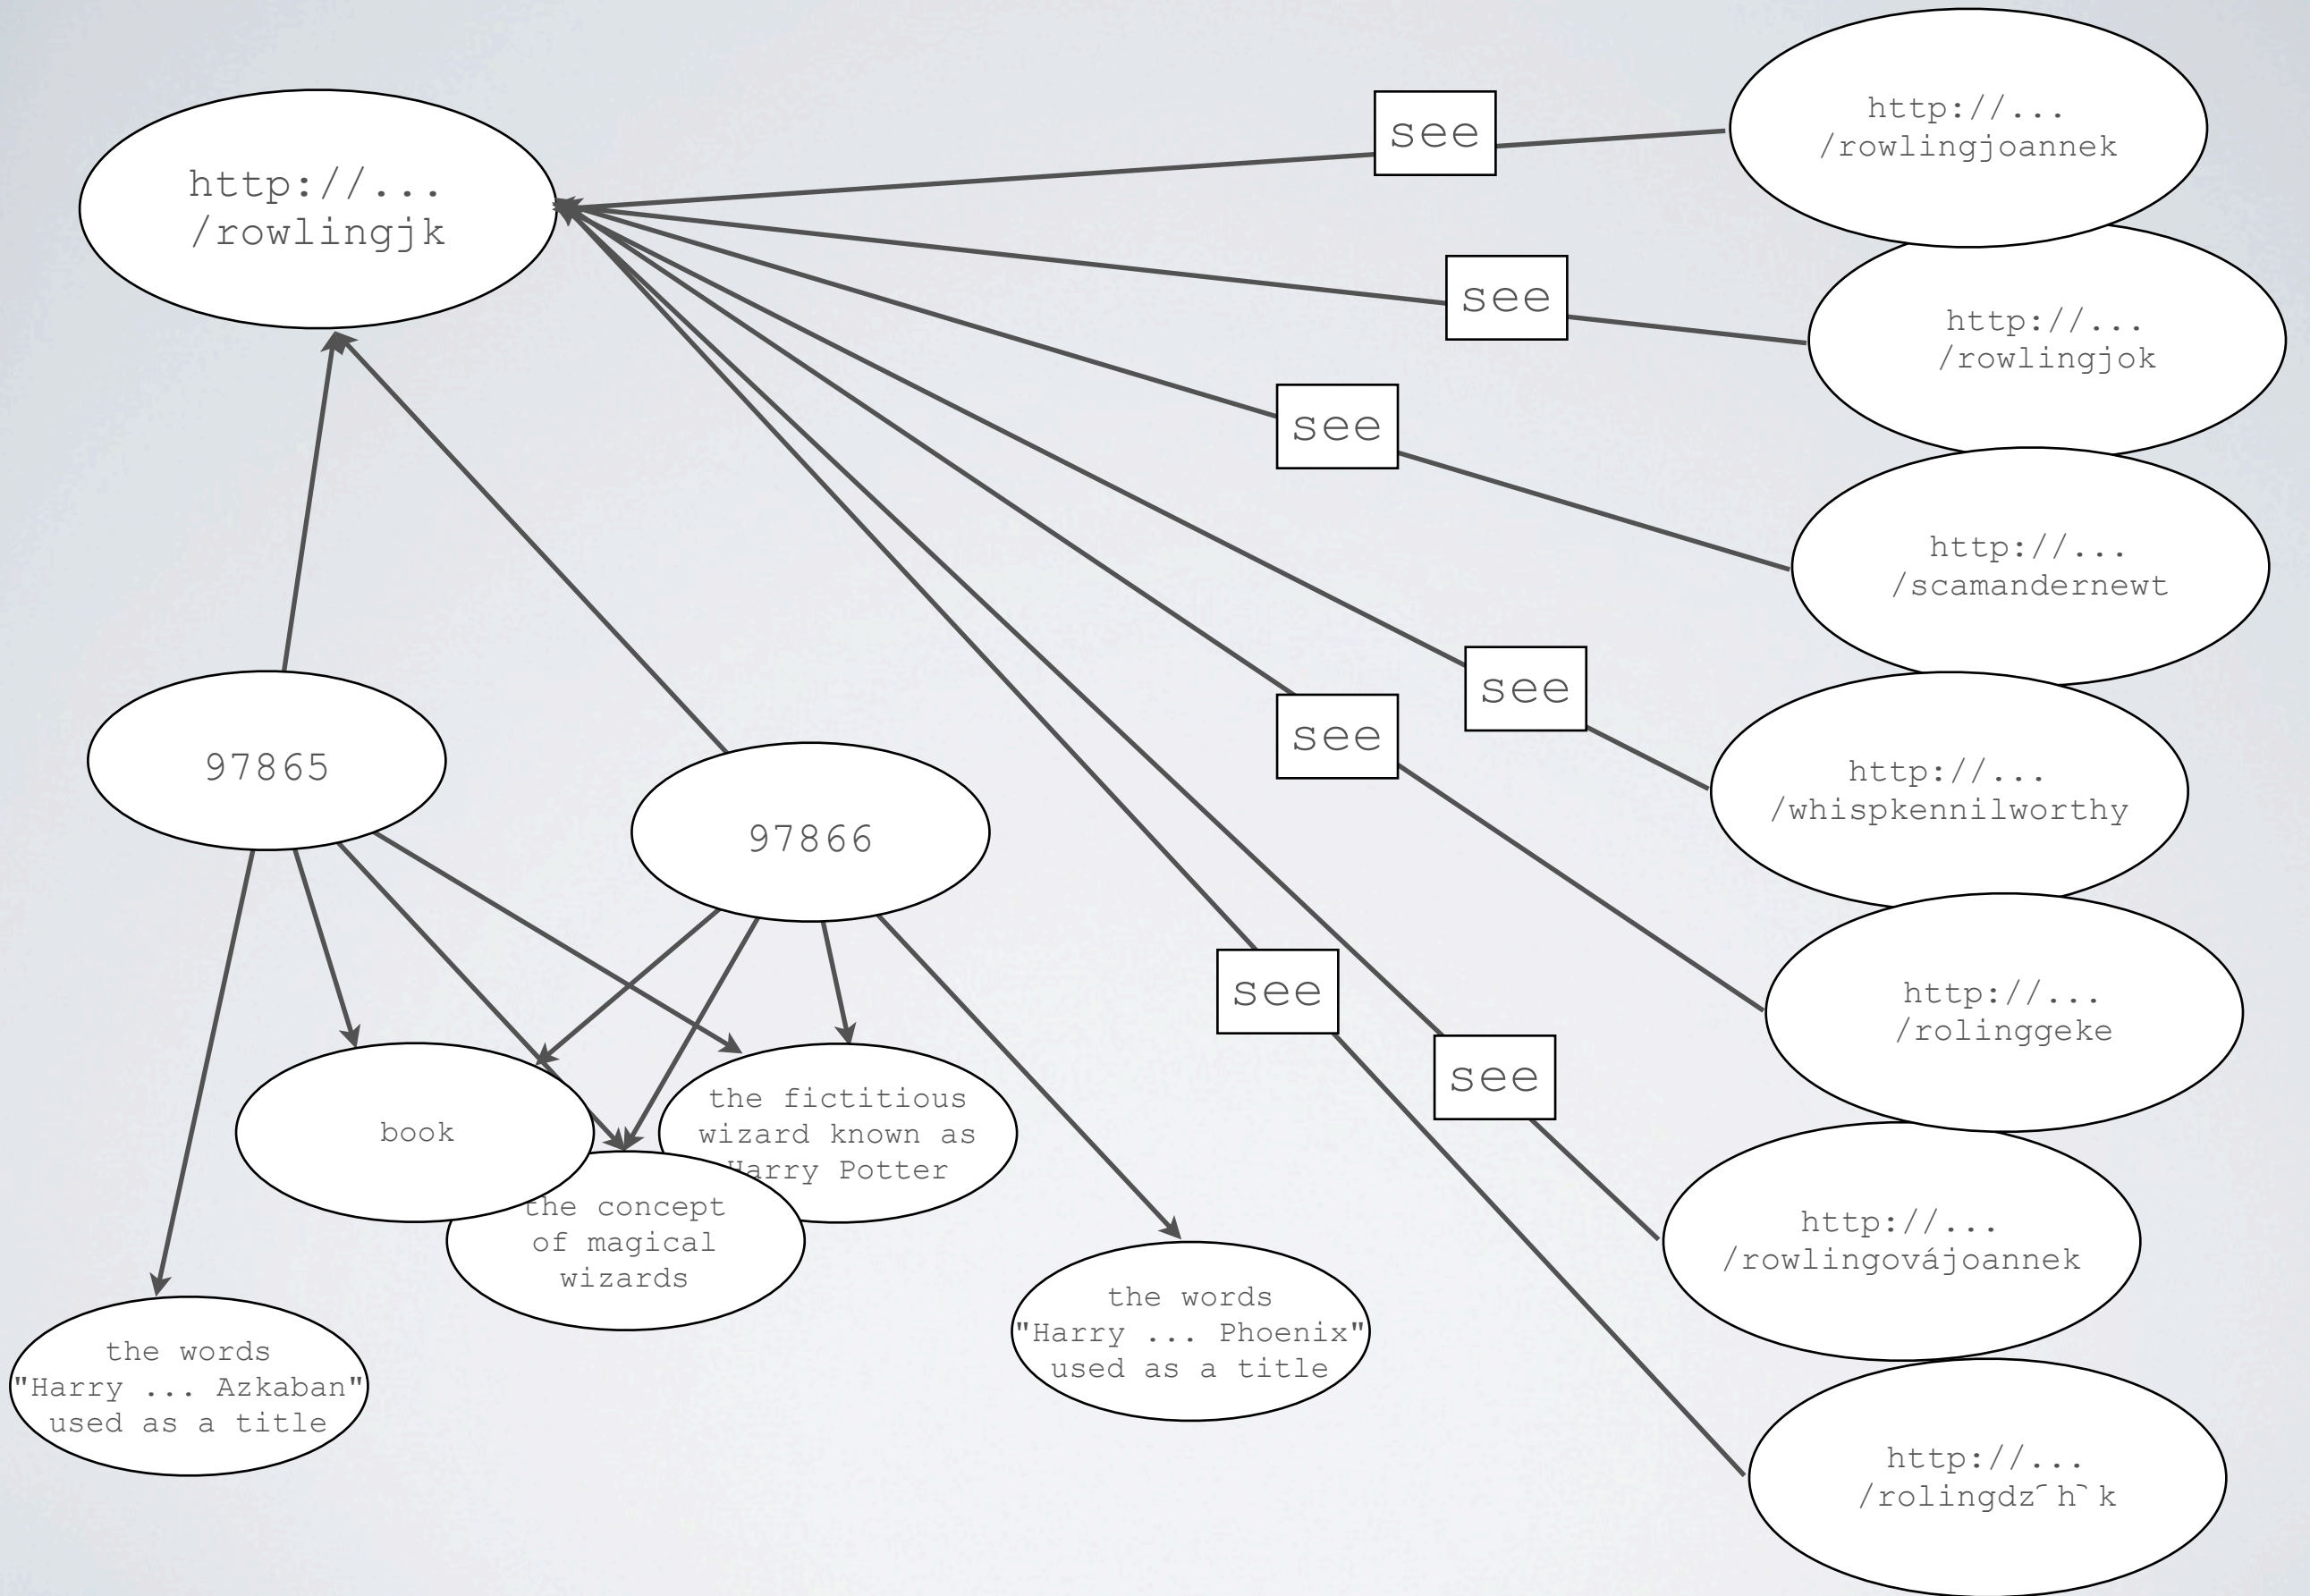 http://...
/rowlingjk
see
http://...
/rowlingjoannek
see
http://...
/rowlingjok
see
http://...
/scamandernewt
see
http://...
/whispkennilworthy
see
http://...
/rolinggeke
see
http://...
/rowlingovájoannek
see
http://...
/rolingdz︠h︡k
97865
97866
book
the fictitious
wizard known as
Harry Potter
the concept
of magical
wizards
the words
"Harry ... Phoenix"
used as a title
the words
"Harry ... Azkaban"
used as a title